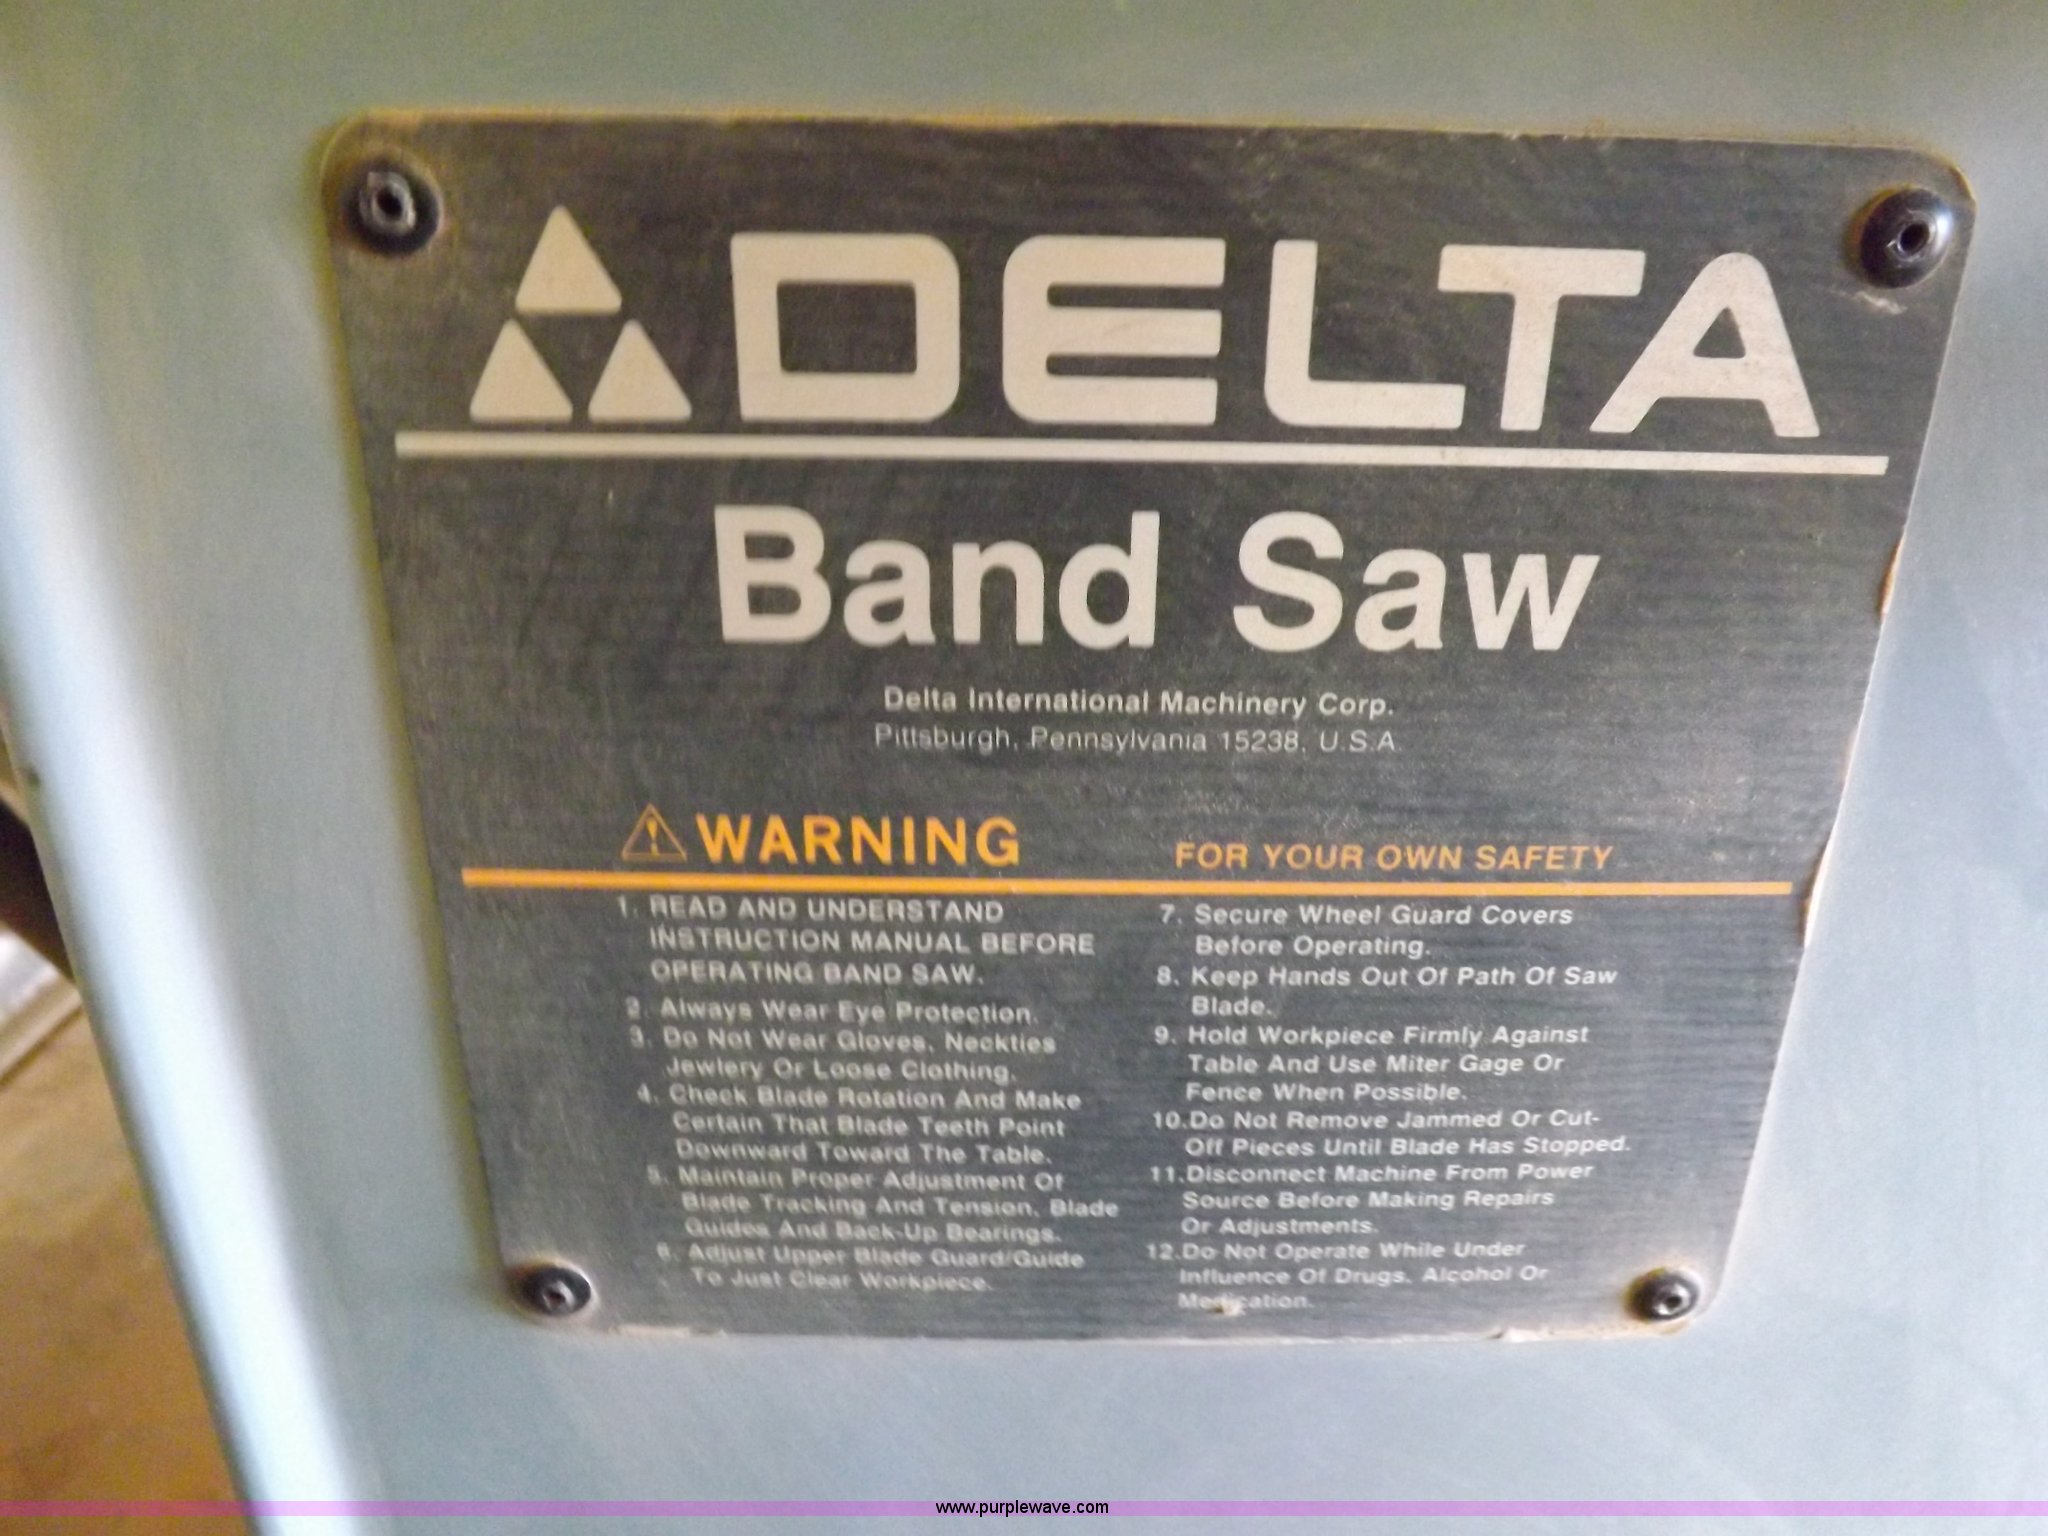 DELTA
Band Saw
Delta International Machinery Corp.
Pittsburgh, Pennsylvania 15238, U.S.A.
WARNING
FOR YOUR OWN SAFETY
1. READ AND UNDERSTAND
INSTRUCTION MANUAL BEFORE
OPERATING BAND SAW.
2. Always Wear Eye Protection.
3. Do Not Wear Gloves, Neckties
Jewlery Or Loose Clothing.
4. Check Blade Rotation And Make
Certain That Blade Teeth Point
Downward Toward The Table.
5. Maintain Proper Adjustment Of
Blade Tracking And Tension, Blade
Guides And Back-Up Bearings.
6. Adjust Upper Blade Guard/Guide
To Just Clear Workpiece.
7. Secure Wheel Guard Covers
Before Operating.
8. Keep Hands Out Of Path Of Saw
Blade.
9. Hold Workpiece Firmly Against
Table And Use Miter Gage Or
Fence When Possible.
10. Do Not Remove Jammed Or Cut-
Off Pieces Until Blade Has Stopped.
11. Disconnect Machine From Power
Source Before Making Repairs
Or Adjustments.
12. Do Not Operate While Under
Influence Of Drugs, Alcohol Or
Medication.
www.purplewave.com